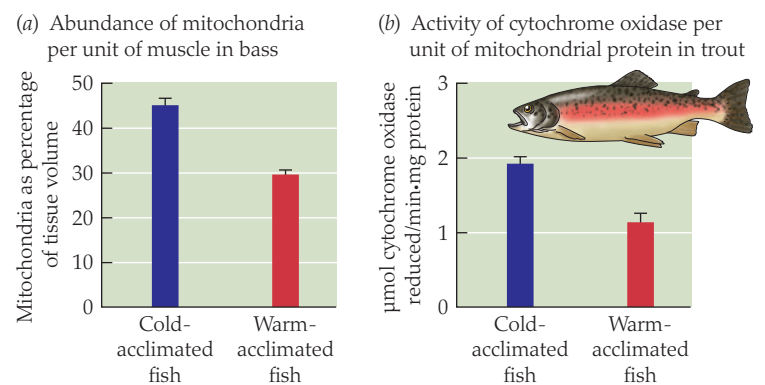 (a) Abundance of mitochondria
per unit of muscle in bass
Mitochondria as percentage
of tissue volume
50
40
30
20
10
0
Cold-
acclimated
fish
Warm-
acclimated
fish
(b) Activity of cytochrome oxidase per
unit of mitochondrial protein in trout
µmol cytochrome oxidase
reduced/min•mg protein
3
2
1
0
Cold-
acclimated
fish
Warm-
acclimated
fish